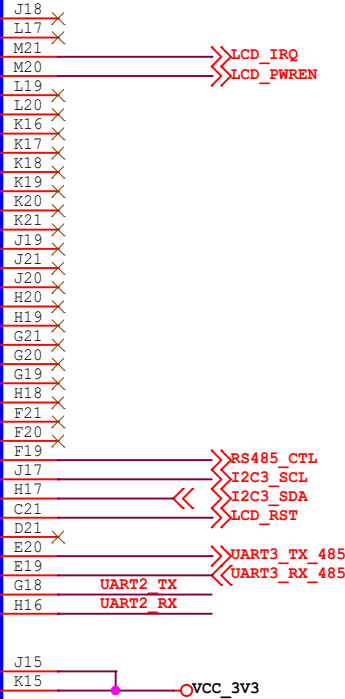 J18
L17
M21 LCD_IRQ
M20 LCD_PWREN
L19
L20
K16
K17
K18
K19
K20
K21
J19
J21
J20
H20
H19
G21
G20
G19
H18
F21
F20
F19 RS485_CTL
J17 I2C3_SCL
H17 I2C3_SDA
C21 LCD_RST
D21
E20 UART3_TX_485
E19 UART3_RX_485
G18 UART2_TX
H16 UART2_RX
J15
K15 VCC_3V3